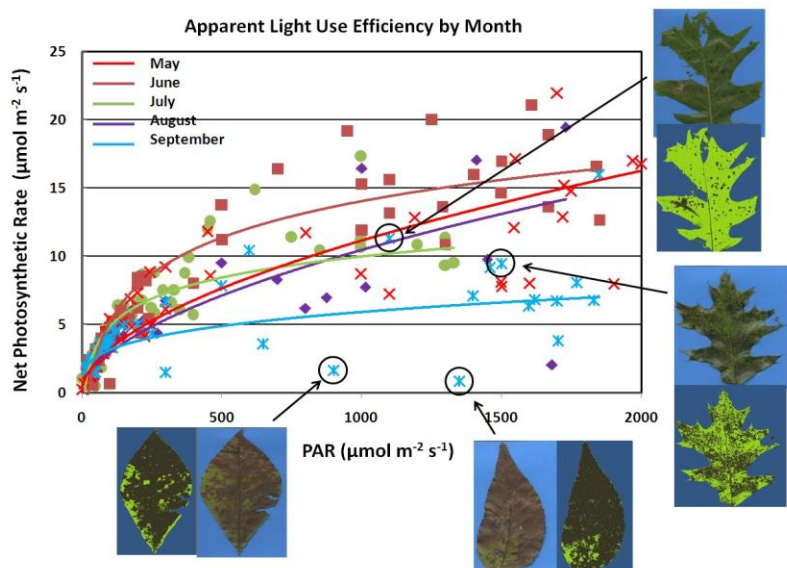 Apparent Light Use Efficiency by Month
Net Photosynthetic Rate (µmol m⁻² s⁻¹)
25
20
15
10
5
0
May
June
July
August
September
0
500
1000
1500
2000
PAR (µmol m⁻² s⁻¹)